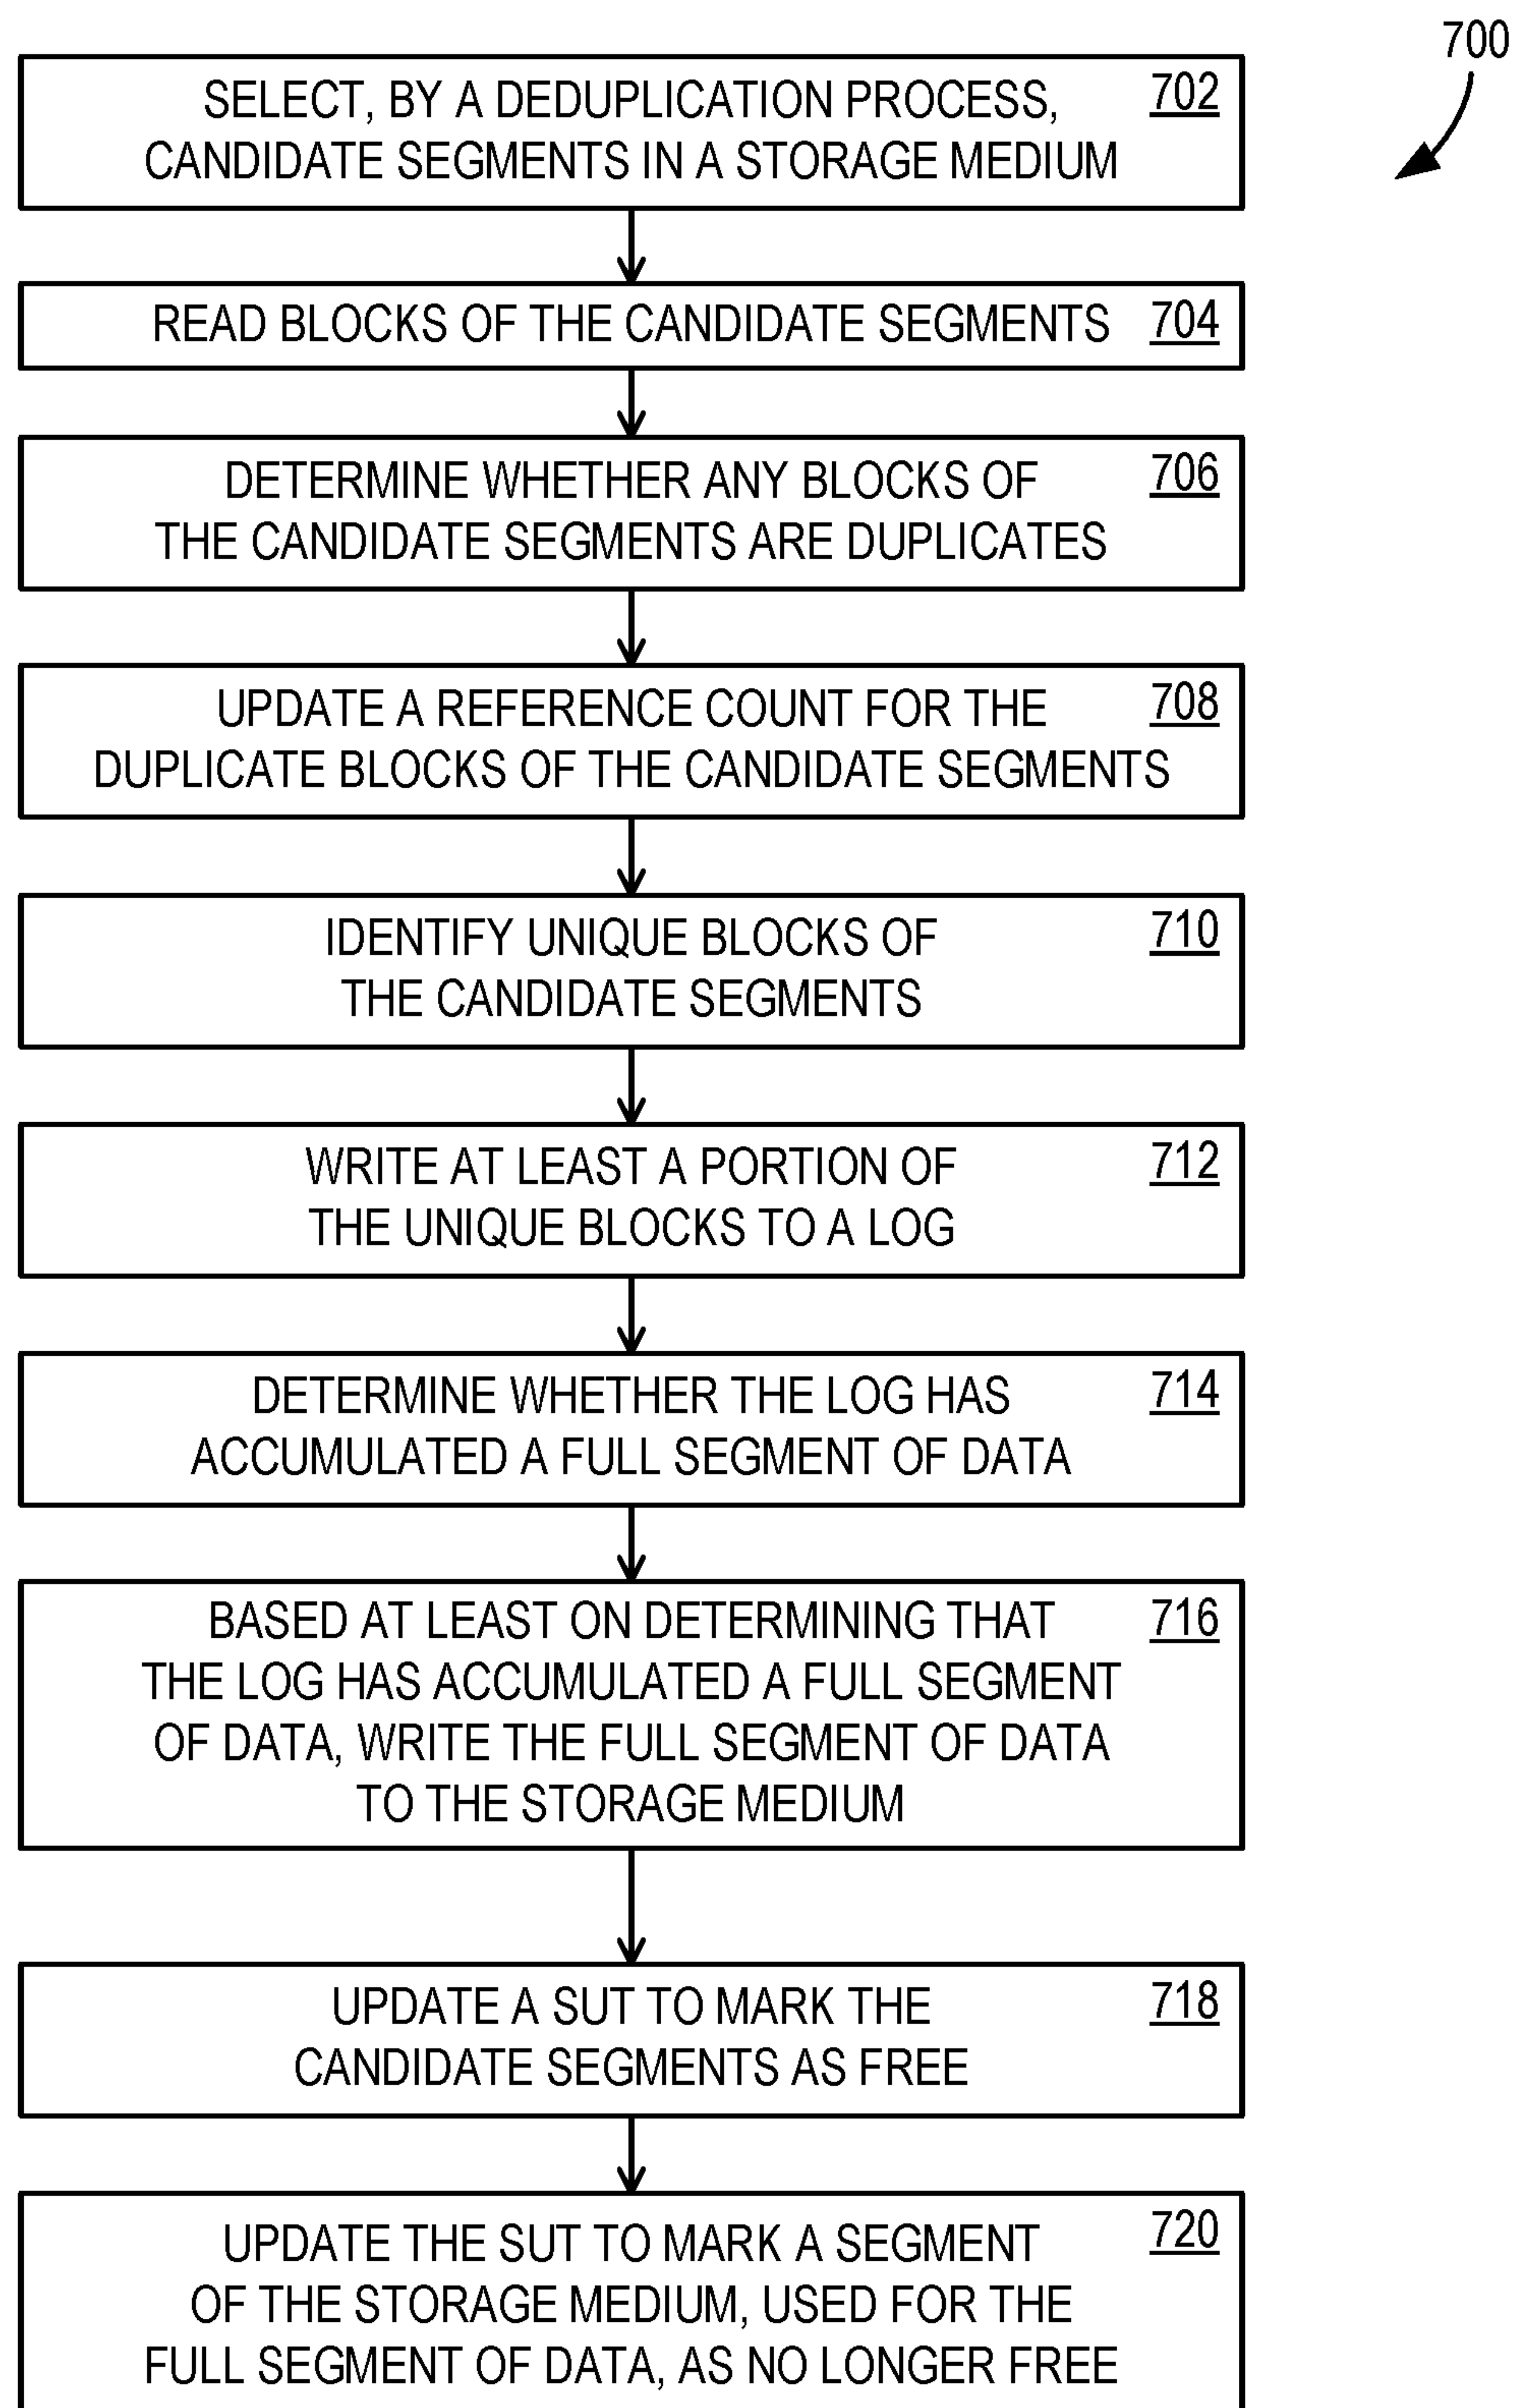 700
SELECT, BY A DEDUPLICATION PROCESS, 702
CANDIDATE SEGMENTS IN A STORAGE MEDIUM
READ BLOCKS OF THE CANDIDATE SEGMENTS 704
DETERMINE WHETHER ANY BLOCKS OF 706
THE CANDIDATE SEGMENTS ARE DUPLICATES
UPDATE A REFERENCE COUNT FOR THE 708
DUPLICATE BLOCKS OF THE CANDIDATE SEGMENTS
IDENTIFY UNIQUE BLOCKS OF 710
THE CANDIDATE SEGMENTS
WRITE AT LEAST A PORTION OF 712
THE UNIQUE BLOCKS TO A LOG
DETERMINE WHETHER THE LOG HAS 714
ACCUMULATED A FULL SEGMENT OF DATA
BASED AT LEAST ON DETERMINING THAT 716
THE LOG HAS ACCUMULATED A FULL SEGMENT
OF DATA, WRITE THE FULL SEGMENT OF DATA
TO THE STORAGE MEDIUM
UPDATE A SUT TO MARK THE 718
CANDIDATE SEGMENTS AS FREE
UPDATE THE SUT TO MARK A SEGMENT 720
OF THE STORAGE MEDIUM, USED FOR THE
FULL SEGMENT OF DATA, AS NO LONGER FREE